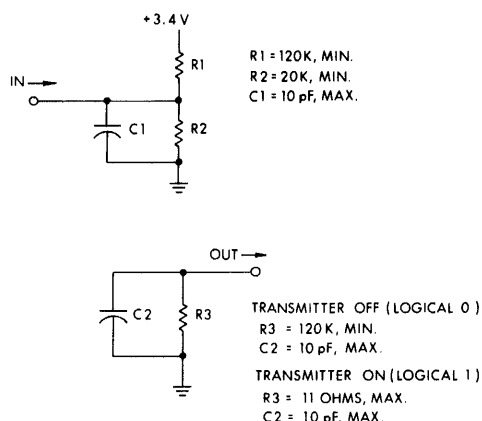 +3.4 V
R1
R1 = 120K, MIN.
R2 = 20K, MIN.
C1 = 10 pF, MAX.
IN
C1
R2
OUT
C2
R3
TRANSMITTER OFF (LOGICAL 0)
R3 = 120K, MIN.
C2 = 10 pF, MAX.
TRANSMITTER ON (LOGICAL 1)
R3 = 11 OHMS, MAX.
C2 = 10 pF, MAX.